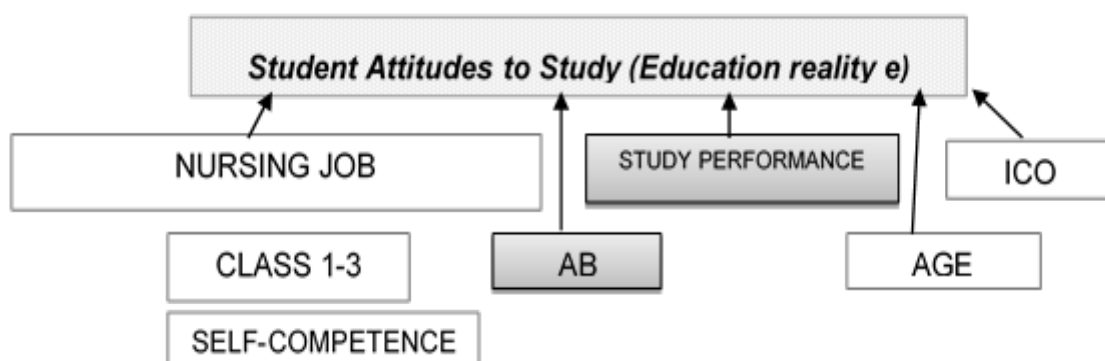 Student Attitudes to Study (Education reality e)
NURSING JOB
STUDY PERFORMANCE
ICO
CLASS 1-3
AB
AGE
SELF-COMPETENCE